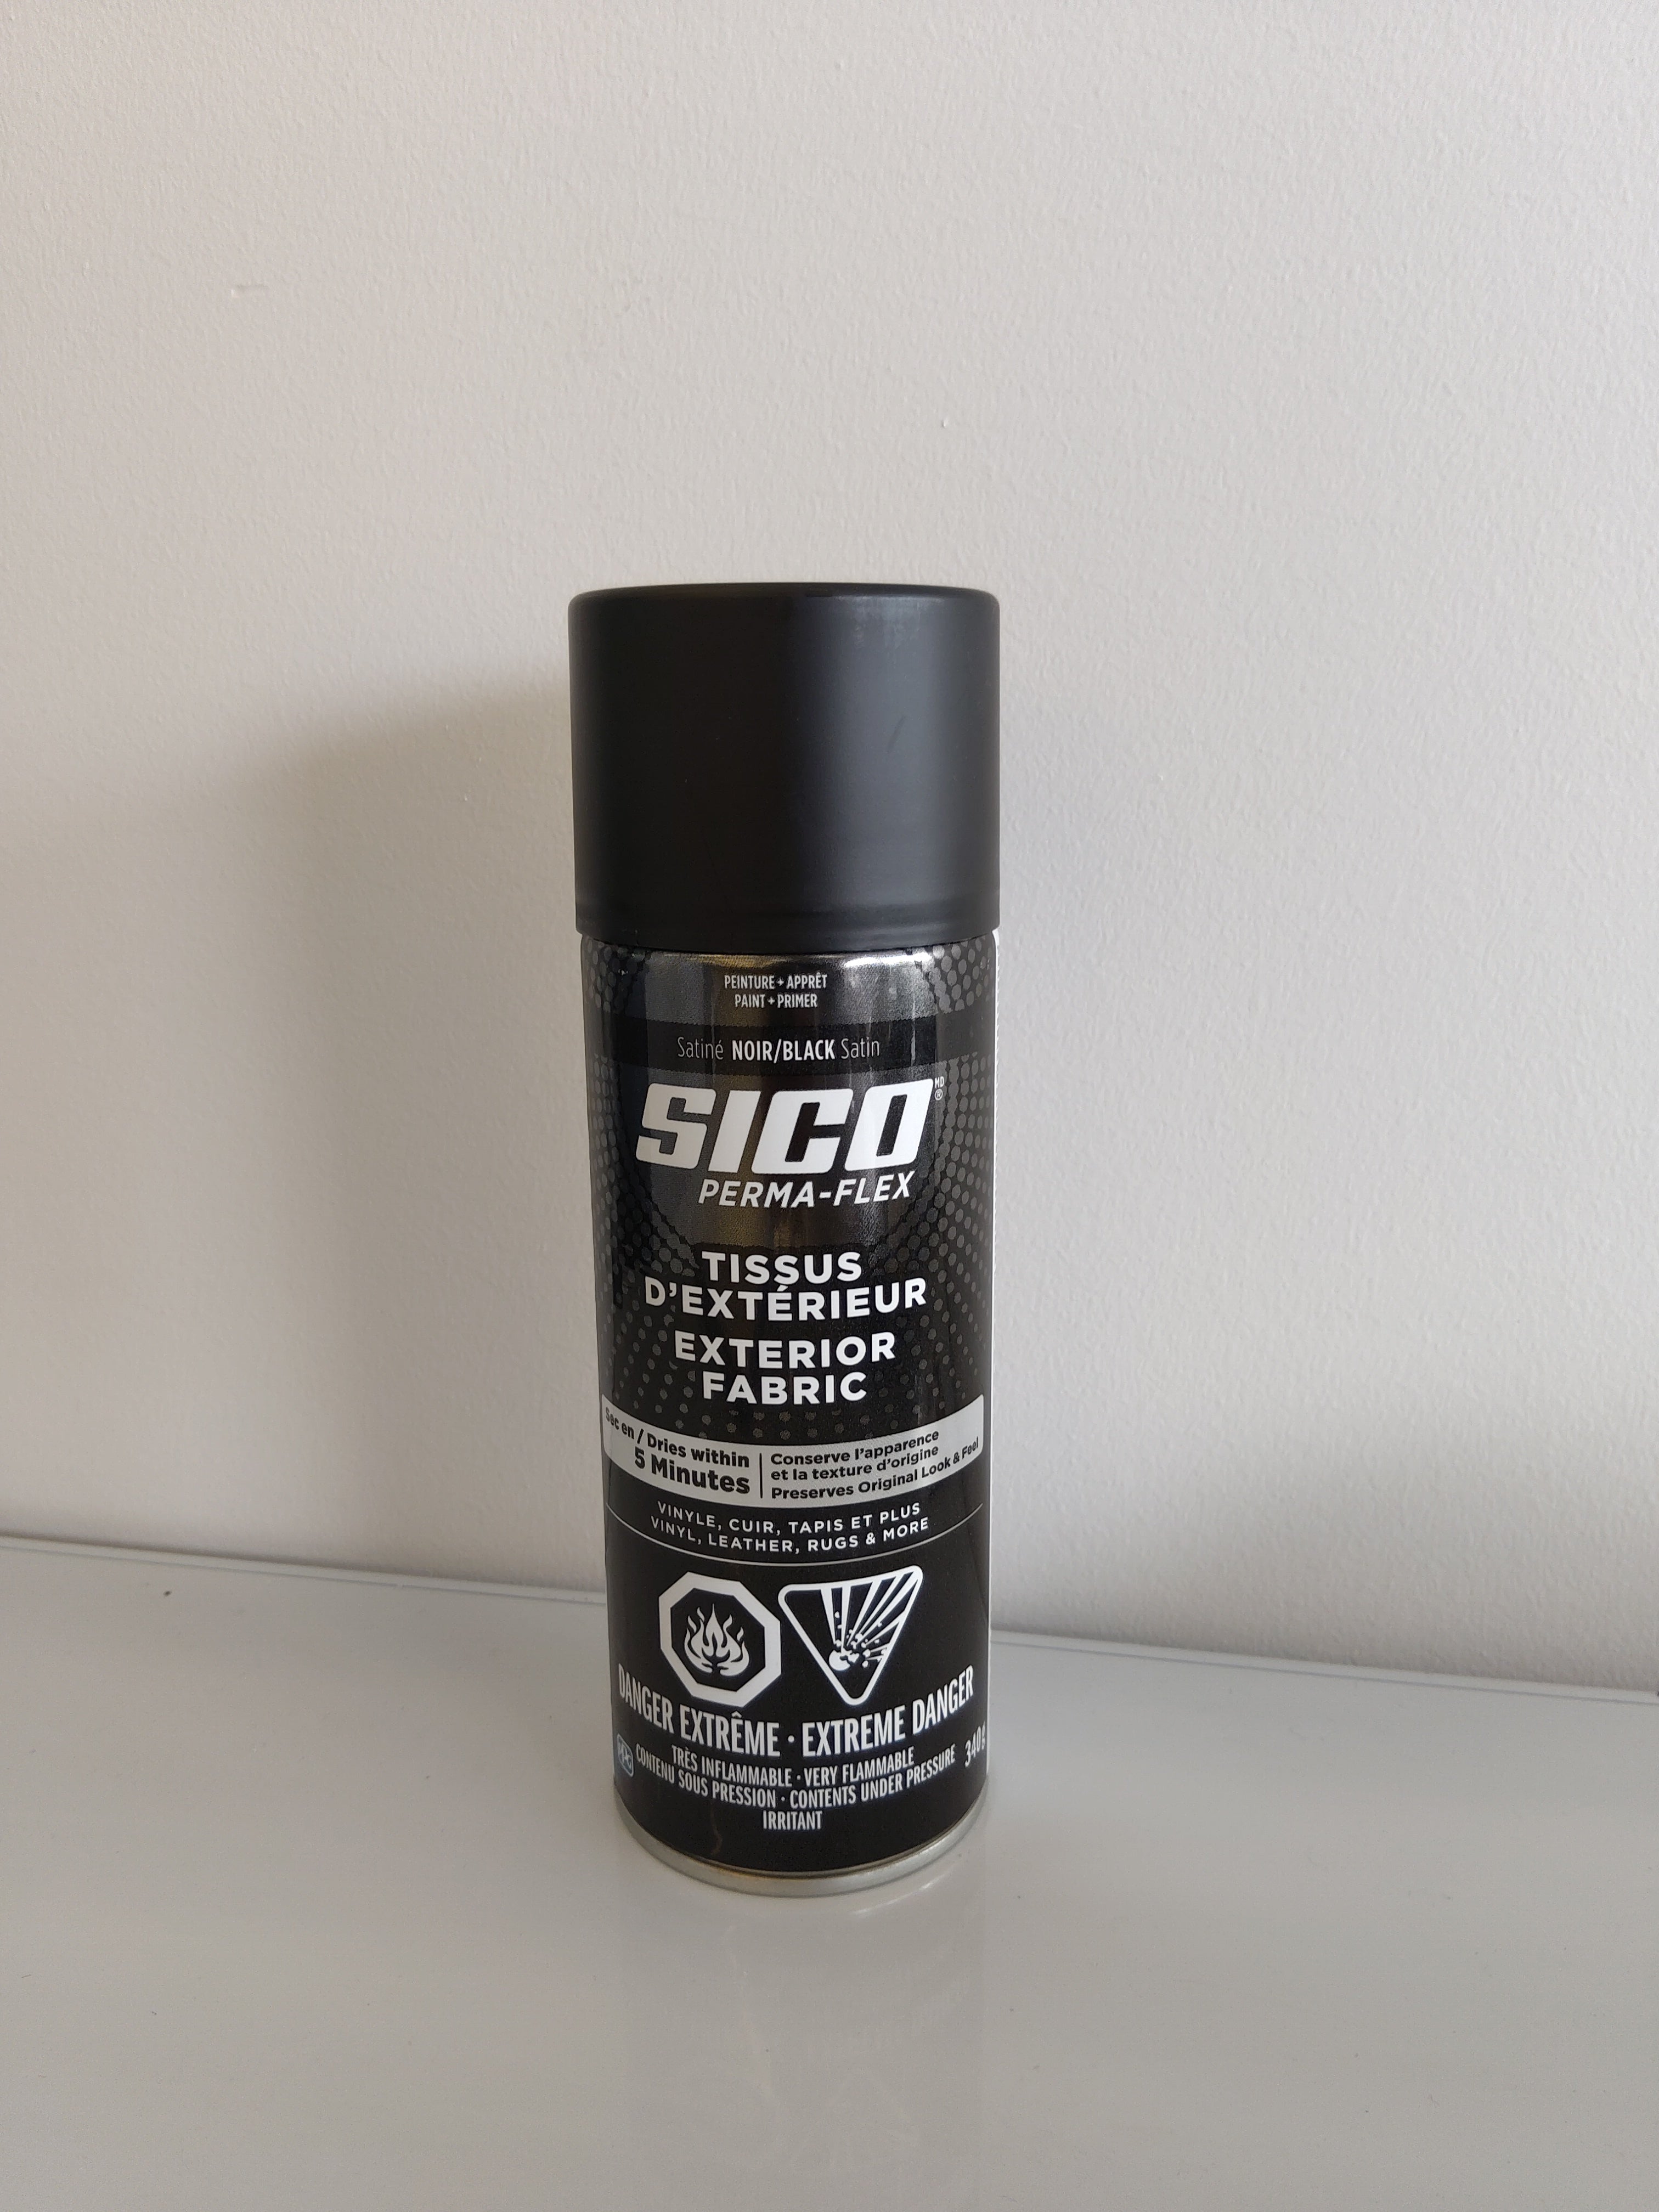 PEINTURE + APPRÊT
PAINT + PRIMER
Satiné NOIR/BLACK Satin
SICO MD ®
PERMA-FLEX
TISSUS
D'EXTÉRIEUR
EXTERIOR
FABRIC
Sec en / Dries within
5 Minutes
Conserve l'apparence
et la texture d'origine
Preserves Original Look & Feel
VINYLE, CUIR, TAPIS ET PLUS
VINYL, LEATHER, RUGS & MORE
DANGER EXTRÊME · EXTREME DANGER
TRÈS INFLAMMABLE · VERY FLAMMABLE
PPG CONTENU SOUS PRESSION · CONTENTS UNDER PRESSURE 340 g
IRRITANT